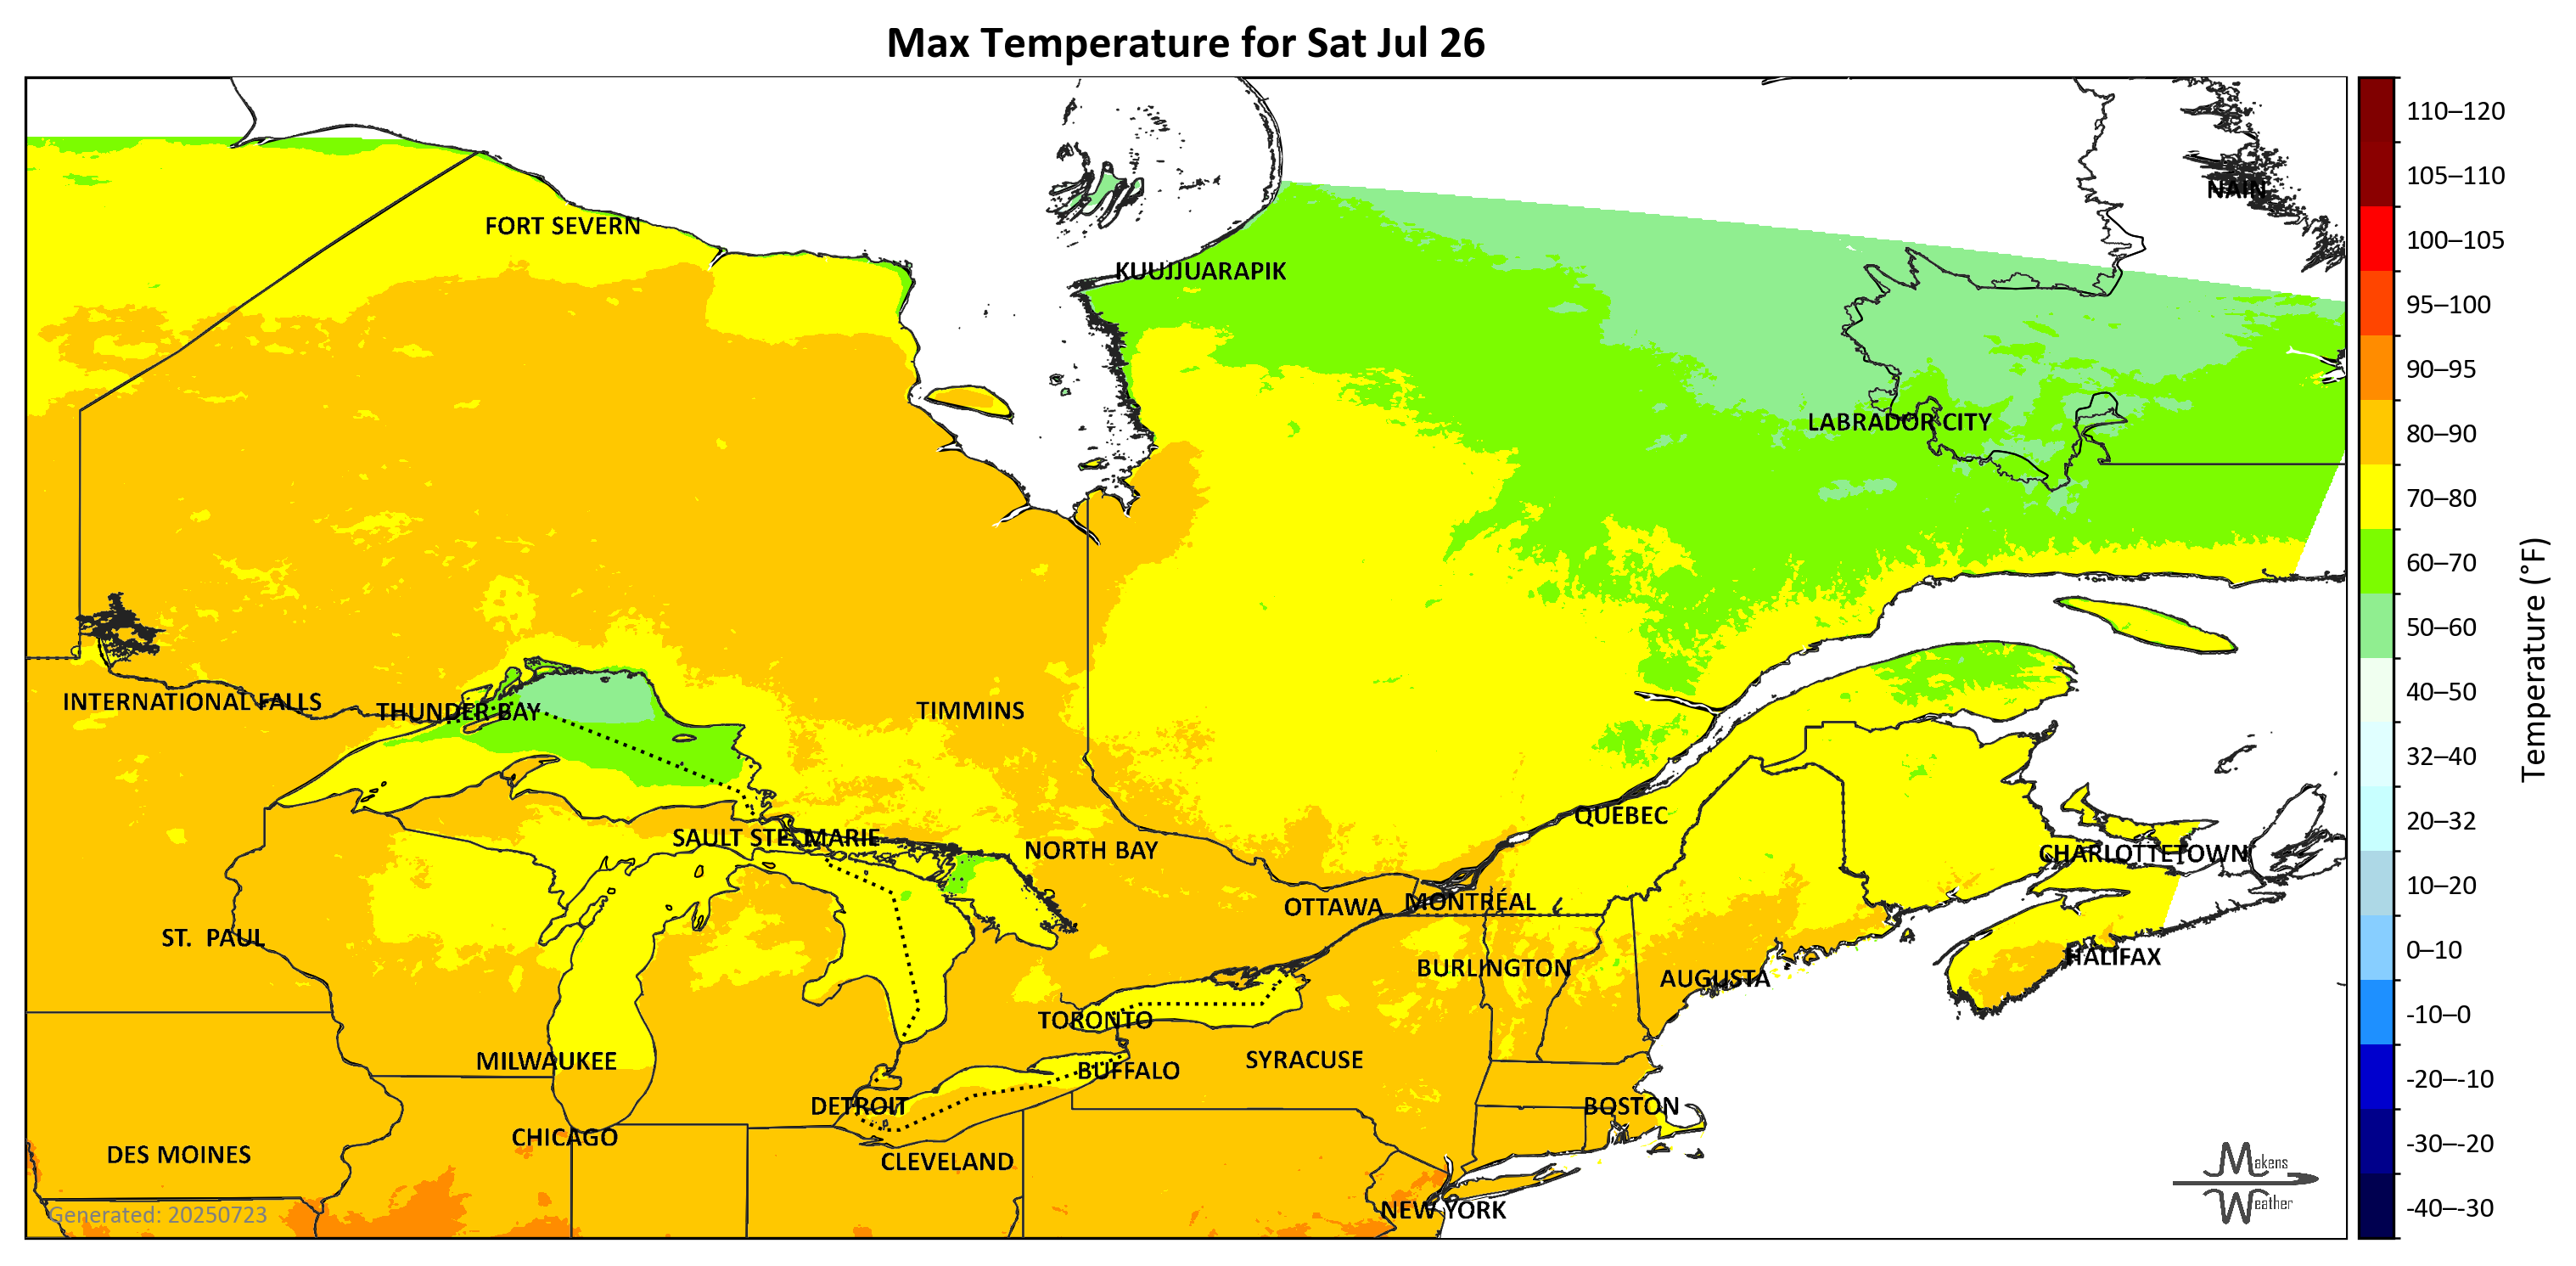 Max Temperature for Sat Jul 26
110–120
105–110
NAIN
FORT SEVERN
100–105
KUUJJUARAPIK
95–100
90–95
LABRADOR CITY
80–90
70–80
60–70
50–60
Temperature (°F)
40–50
INTERNATIONAL FALLS
THUNDER BAY
TIMMINS
32–40
QUÉBEC
20–32
SAULT STE. MARIE
NORTH BAY
CHARLOTTETOWN
10–20
OTTAWA
MONTRÉAL
ST. PAUL
0–10
HALIFAX
BURLINGTON
AUGUSTA
-10–0
TORONTO
MILWAUKEE
SYRACUSE
BUFFALO
-20–-10
DETROIT
BOSTON
CHICAGO
-30–-20
DES MOINES
CLEVELAND
Makens
Weather
-40–-30
NEW YORK
Generated: 20250723